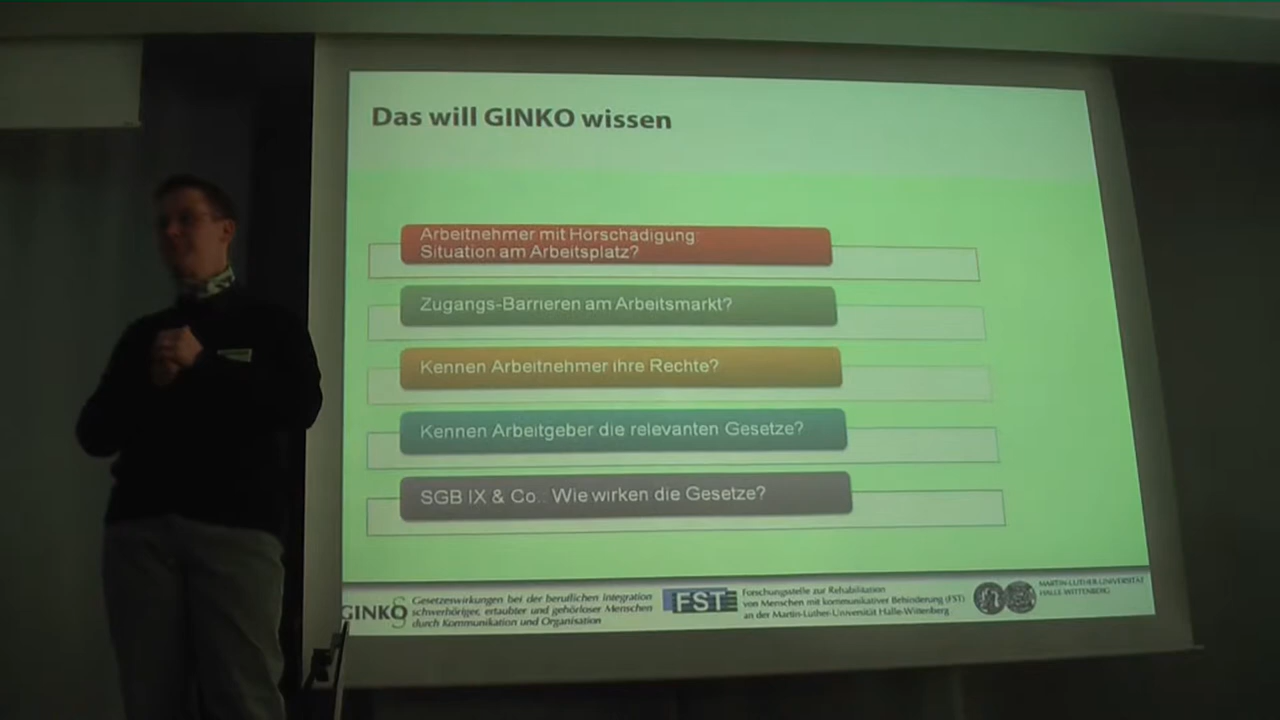 Das will GINKO wissen
Arbeitnehmer mit Hörschädigung:
Situation am Arbeitsplatz?
Zugangs-Barrieren am Arbeitsmarkt?
Kennen Arbeitnehmer ihre Rechte?
Kennen Arbeitgeber die relevanten Gesetze?
SGB IX & Co.: Wie wirken die Gesetze?
GINKO
Gesetzeswirkungen bei der beruflichen Integration
schwerhöriger, ertaubter und gehörloser Menschen
durch Kommunikation und Organisation
FST
Forschungsstelle zur Rehabilitation
von Menschen mit kommunikativer Behinderung (FST)
an der Martin-Luther-Universität Halle-Wittenberg
MARTIN-LUTHER-UNIVERSITÄT
HALLE-WITTENBERG